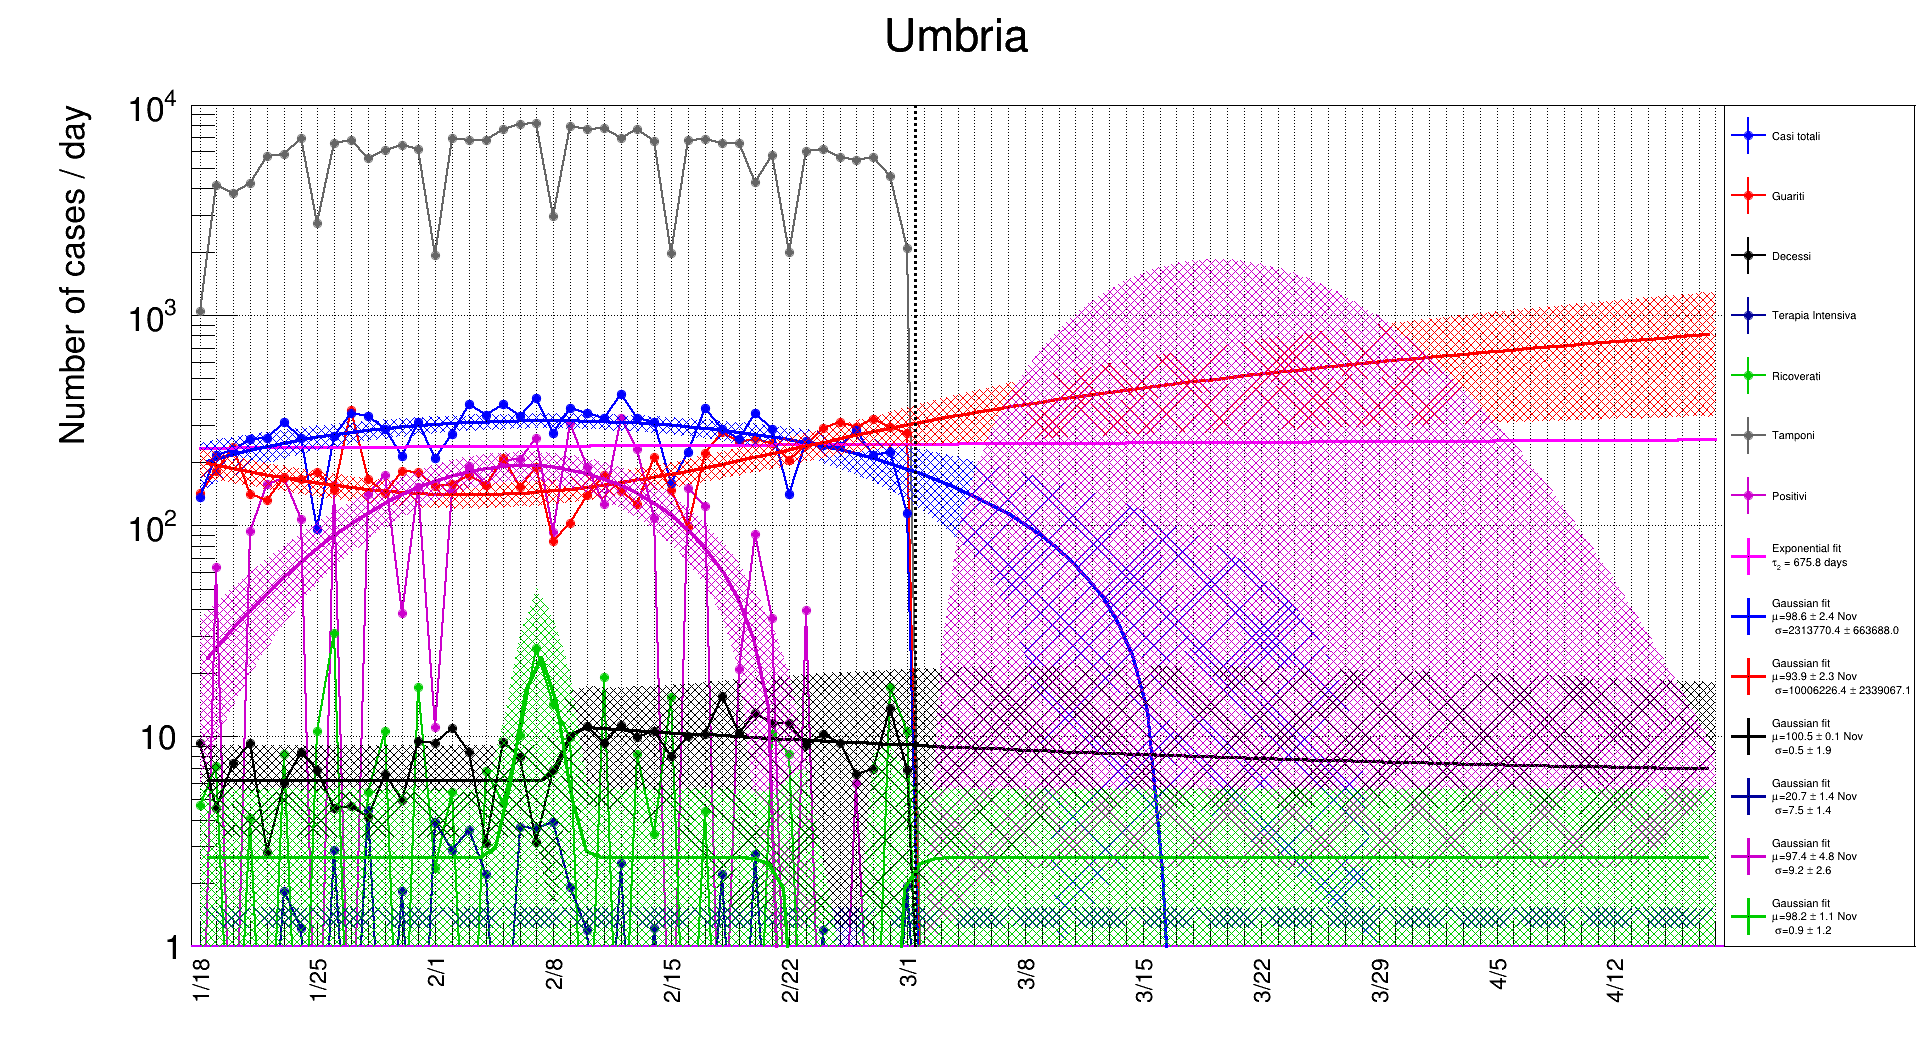 Umbria
Number of cases / day
10^4
10^3
10^2
10
1
1/18
1/25
2/1
2/8
2/15
2/22
3/1
3/8
3/15
3/22
3/29
4/5
4/12
Casi totali
Guariti
Decessi
Terapia Intensiva
Ricoverati
Tamponi
Positivi
Exponential fit
τ₂ = 675.8 days
Gaussian fit
μ=98.6 ± 2.4 Nov
σ=2313770.4 ± 663688.0
Gaussian fit
μ=93.9 ± 2.3 Nov
σ=10006226.4 ± 2339067.1
Gaussian fit
μ=100.5 ± 0.1 Nov
σ=0.5 ± 1.9
Gaussian fit
μ=20.7 ± 1.4 Nov
σ=7.5 ± 1.4
Gaussian fit
μ=97.4 ± 4.8 Nov
σ=9.2 ± 2.6
Gaussian fit
μ=98.2 ± 1.1 Nov
σ=0.9 ± 1.2